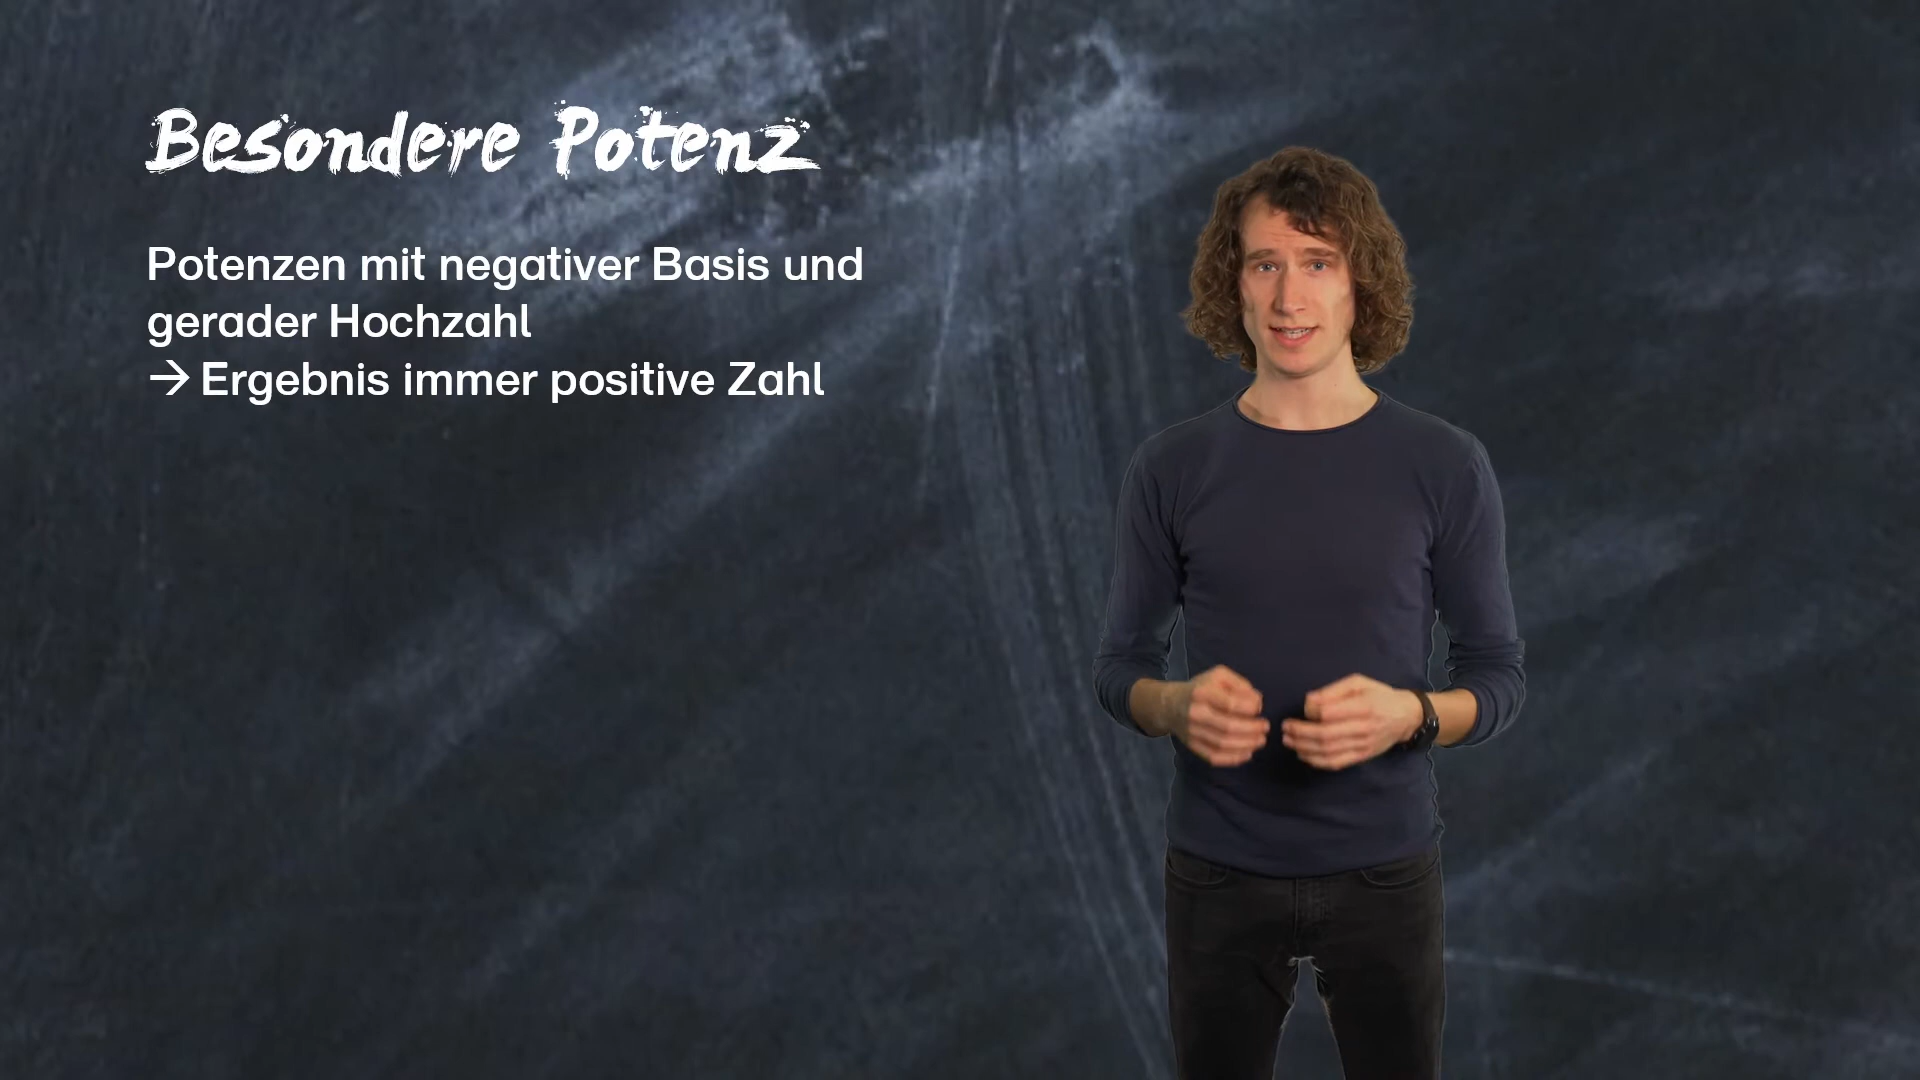 Besondere Potenz
Potenzen mit negativer Basis und
gerader Hochzahl
→ Ergebnis immer positive Zahl